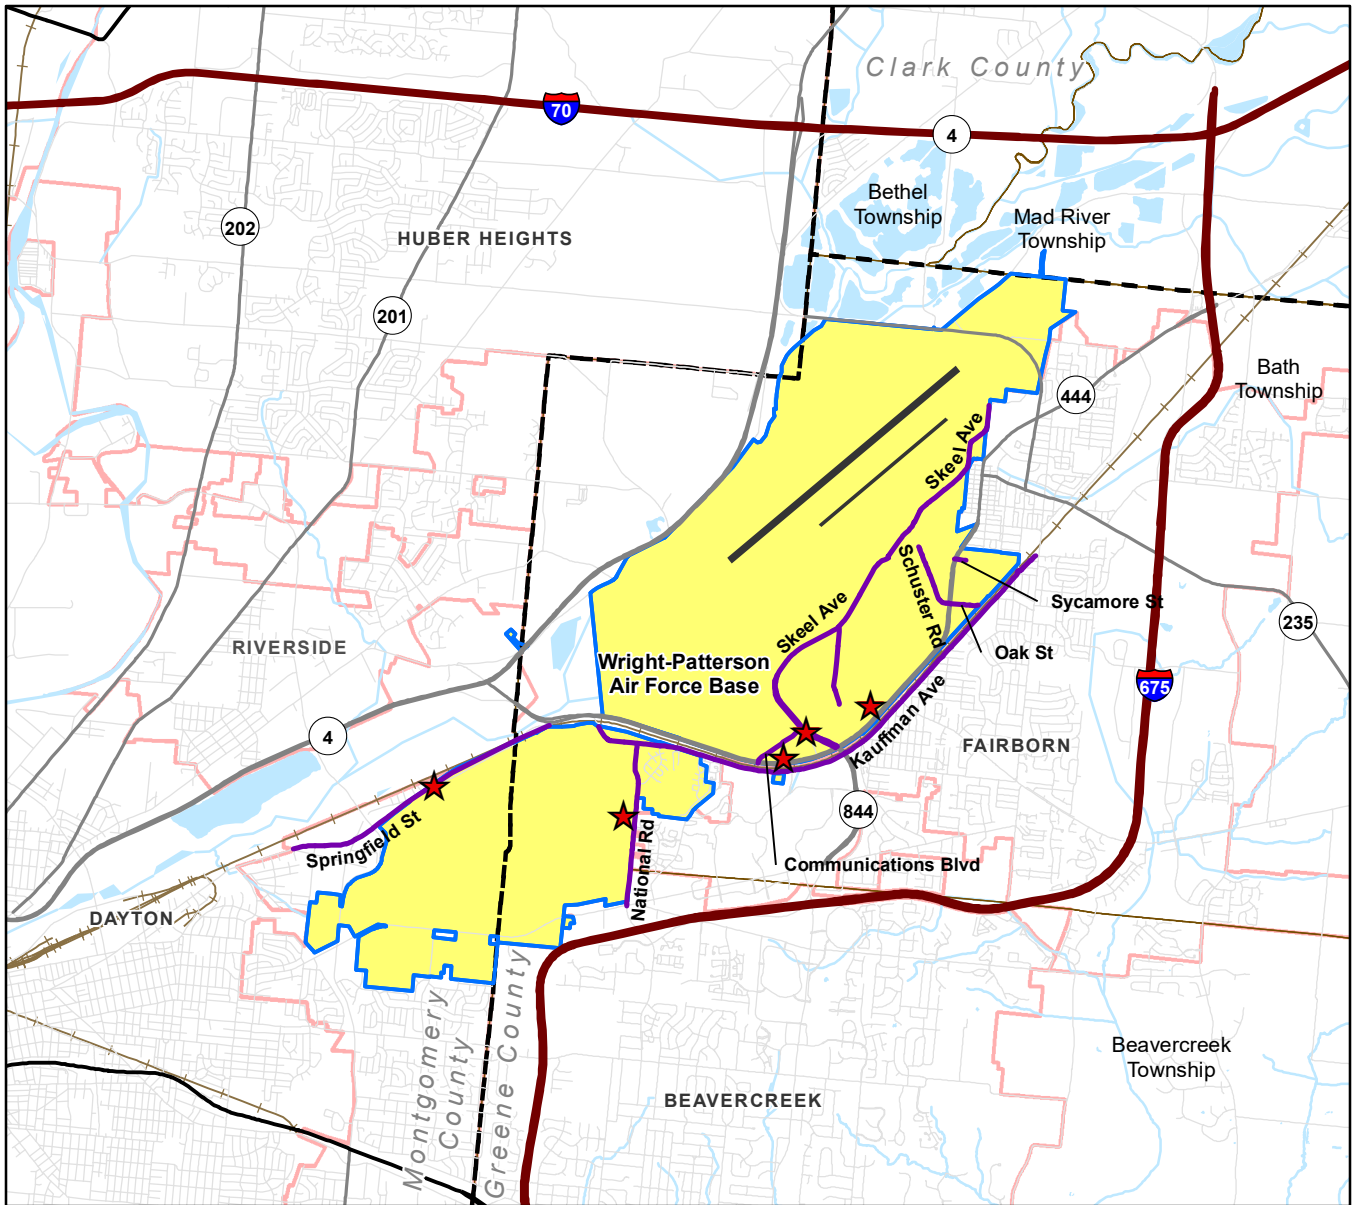 Clark County
70
4
Bethel
Township
Mad River
Township
202
HUBER HEIGHTS
201
Bath
Township
444
Skeel Ave
Schuster Rd
Sycamore St
Skeel Ave
235
Oak St
RIVERSIDE
Wright-Patterson
Air Force Base
675
Kauffman Ave
4
FAIRBORN
844
Springfield St
National Rd
Communications Blvd
DAYTON
Montgomery
County
Greene County
Beavercreek
Township
BEAVERCREEK